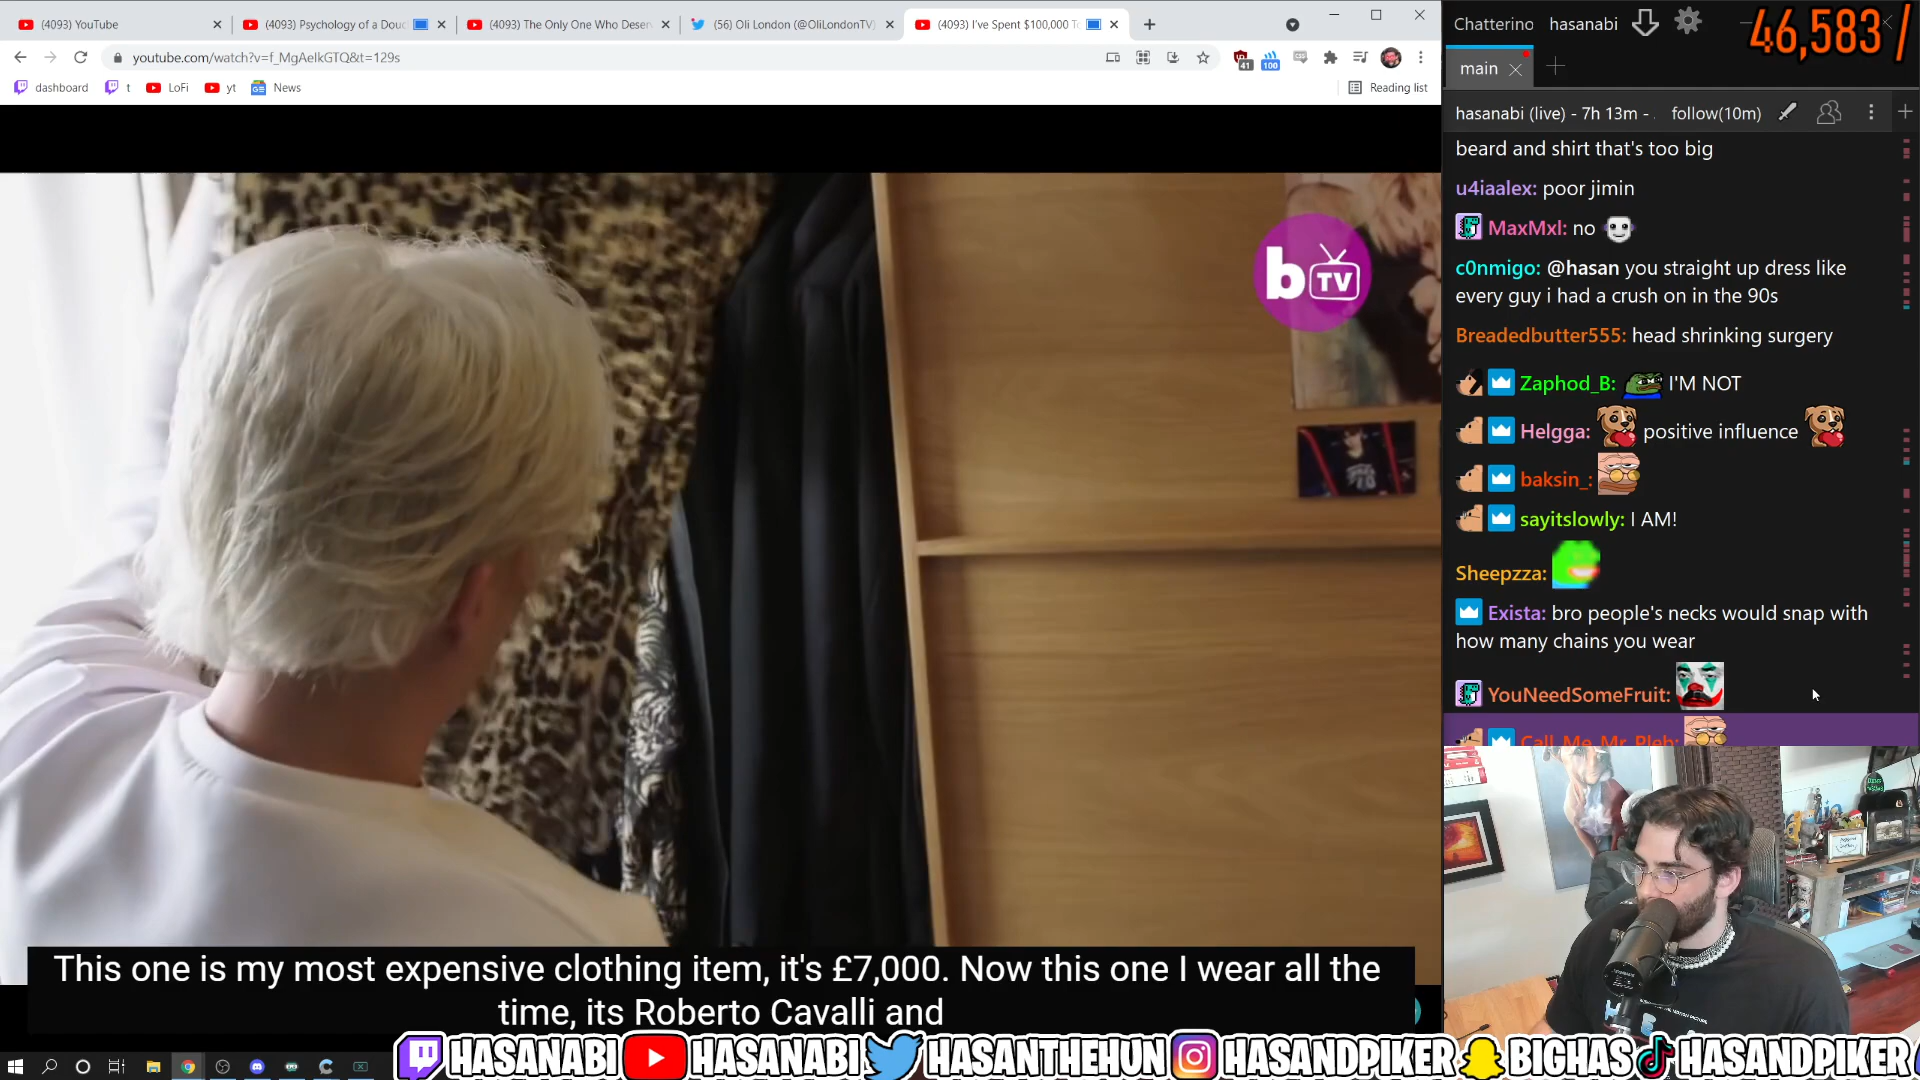 (4093) YouTube
(4093) Psychology of a Douc
(4093) The Only One Who Deser
(56) Oli London (@OliLondonTV)
(4093) I've Spent $100,000 To
youtube.com/watch?v=f_MgAeIkGTQ&t=129s
41
100
dashboard
t
LoFi
yt
News
Reading list
b TV
This one is my most expensive clothing item, it's £7,000. Now this one I wear all the
time, its Roberto Cavalli and
Chatterino
hasanabi
46,583 /
main
hasanabi (live) - 7h 13m -
follow(10m)
beard and shirt that's too big
u4iaalex: poor jimin
MaxMxl: no
c0nmigo: @hasan you straight up dress like
every guy i had a crush on in the 90s
Breadedbutter555: head shrinking surgery
Zaphod_B: I'M NOT
Helgga: positive influence
baksin_:
sayitslowly: I AM!
Sheepzza:
Exista: bro people's necks would snap with
how many chains you wear
YouNeedSomeFruit:
Call_Me_Mr_Pleb:
HASANABI
HASANABI
HASANTHEHUN
HASANDPIKER
BIGHAS
HASANDPIKER